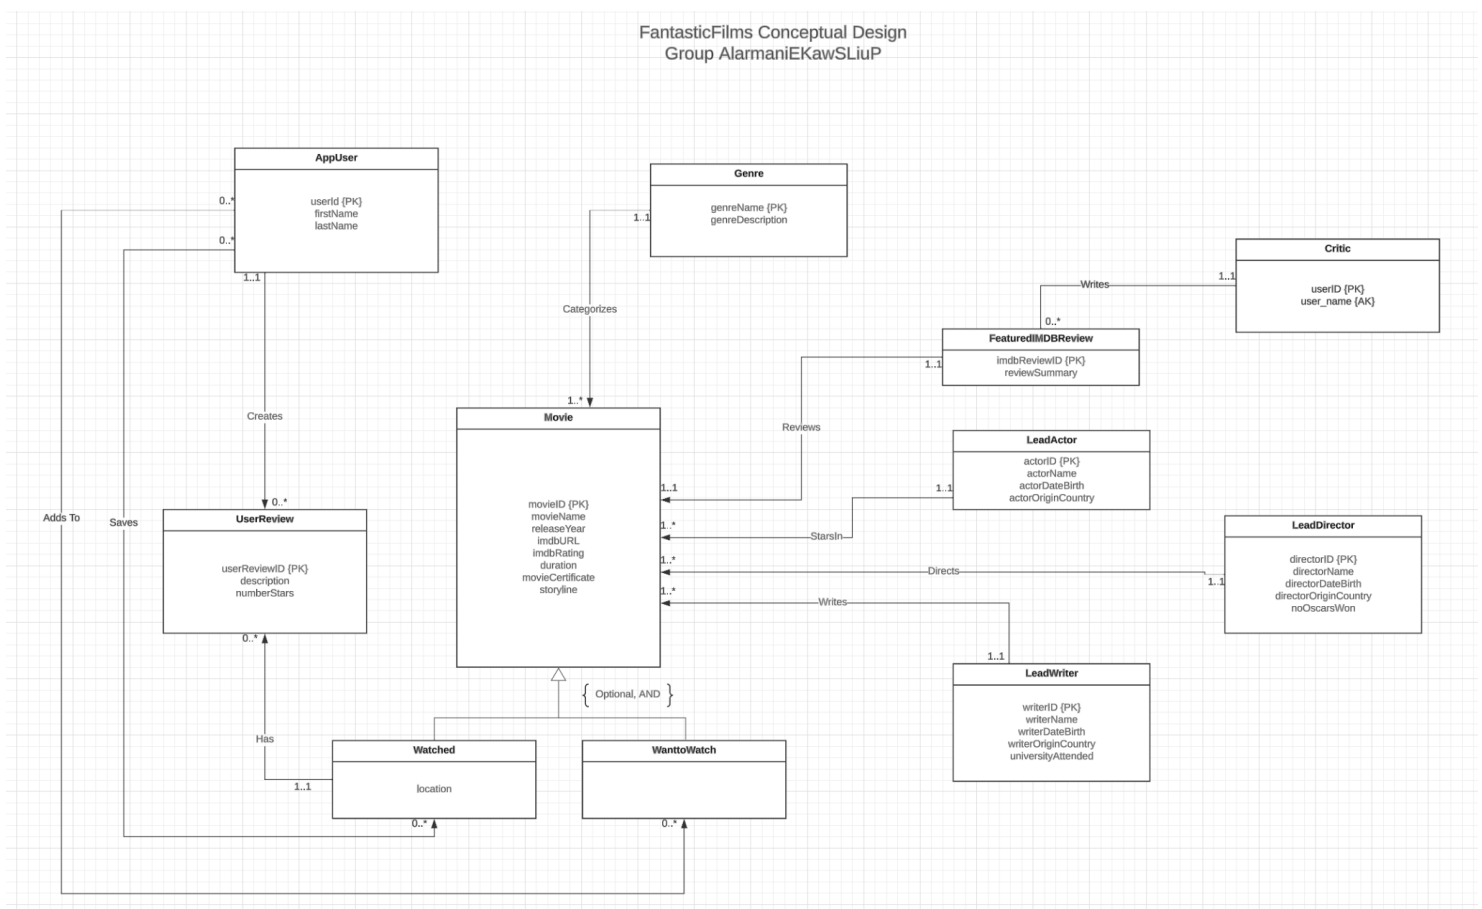 FantasticFilms Conceptual Design
Group AlarmaniEKawSLiuP
AppUser
userId {PK}
firstName
lastName
0..*
0..*
1..1
Genre
genreName {PK}
genreDescription
1..1
Categorizes
1..*
Critic
userID {PK}
user_name {AK}
1..1
Writes
0..*
FeaturedIMDBReview
imdbReviewID {PK}
reviewSummary
1..1
Reviews
1..1
Creates
0..*
Adds To
Saves
UserReview
userReviewID {PK}
description
numberStars
0..*
Has
1..1
Movie
movieID {PK}
movieName
releaseYear
imdbURL
imdbRating
duration
movieCertificate
storyline
LeadActor
actorID {PK}
actorName
actorDateBirth
actorOriginCountry
1..1
StarsIn
1..*
LeadDirector
directorID {PK}
directorName
directorDateBirth
directorOriginCountry
noOscarsWon
1..1
Directs
1..*
Writes
1..*
1..1
LeadWriter
writerID {PK}
writerName
writerDateBirth
writerOriginCountry
universityAttended
{ Optional, AND }
Watched
location
0..*
WanttoWatch
0..*